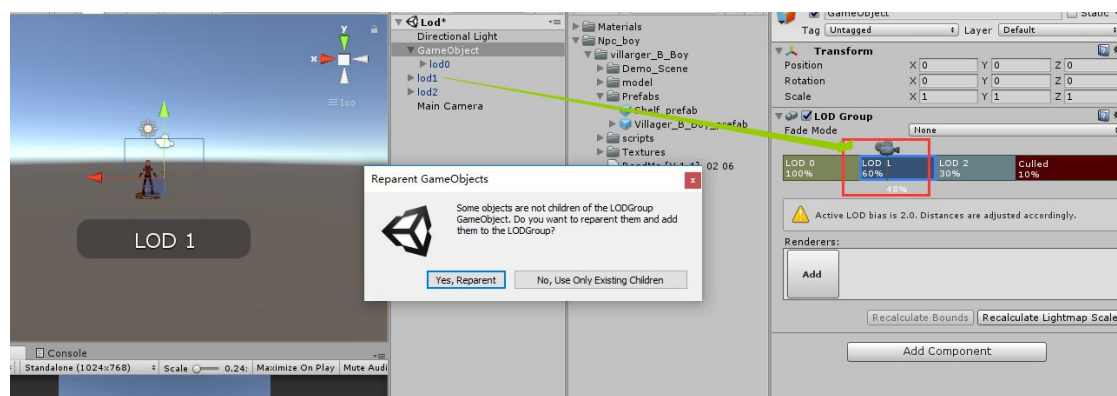 y
x
Iso
LOD 1
Console
Standalone (1024x768)
Scale
0.24:
Maximize On Play
Mute Audi
Lod*
Directional Light
GameObject
lod0
lod1
lod2
Main Camera
Materials
Npc_boy
villarger_B_Boy
Demo_Scene
model
Prefabs
Shelf_prefab
Villager_B_Boy_prefab
scripts
Textures
02 06
Reparent GameObjects
x
Some objects are not children of the LODGroup
GameObject. Do you want to reparent them and add
them to the LODGroup?
Yes, Reparent
No, Use Only Existing Children
GameObject
Static
Tag Untagged Layer Default
Transform
Position X 0 Y 0 Z 0
Rotation X 0 Y 0 Z 0
Scale X 1 Y 1 Z 1
LOD Group
Fade Mode None
LOD 0 LOD 1 LOD 2 Culled
100% 60% 30% 10%
48%
Active LOD bias is 2.0. Distances are adjusted accordingly.
Renderers:
Add
Recalculate Bounds Recalculate Lightmap Scale
Add Component